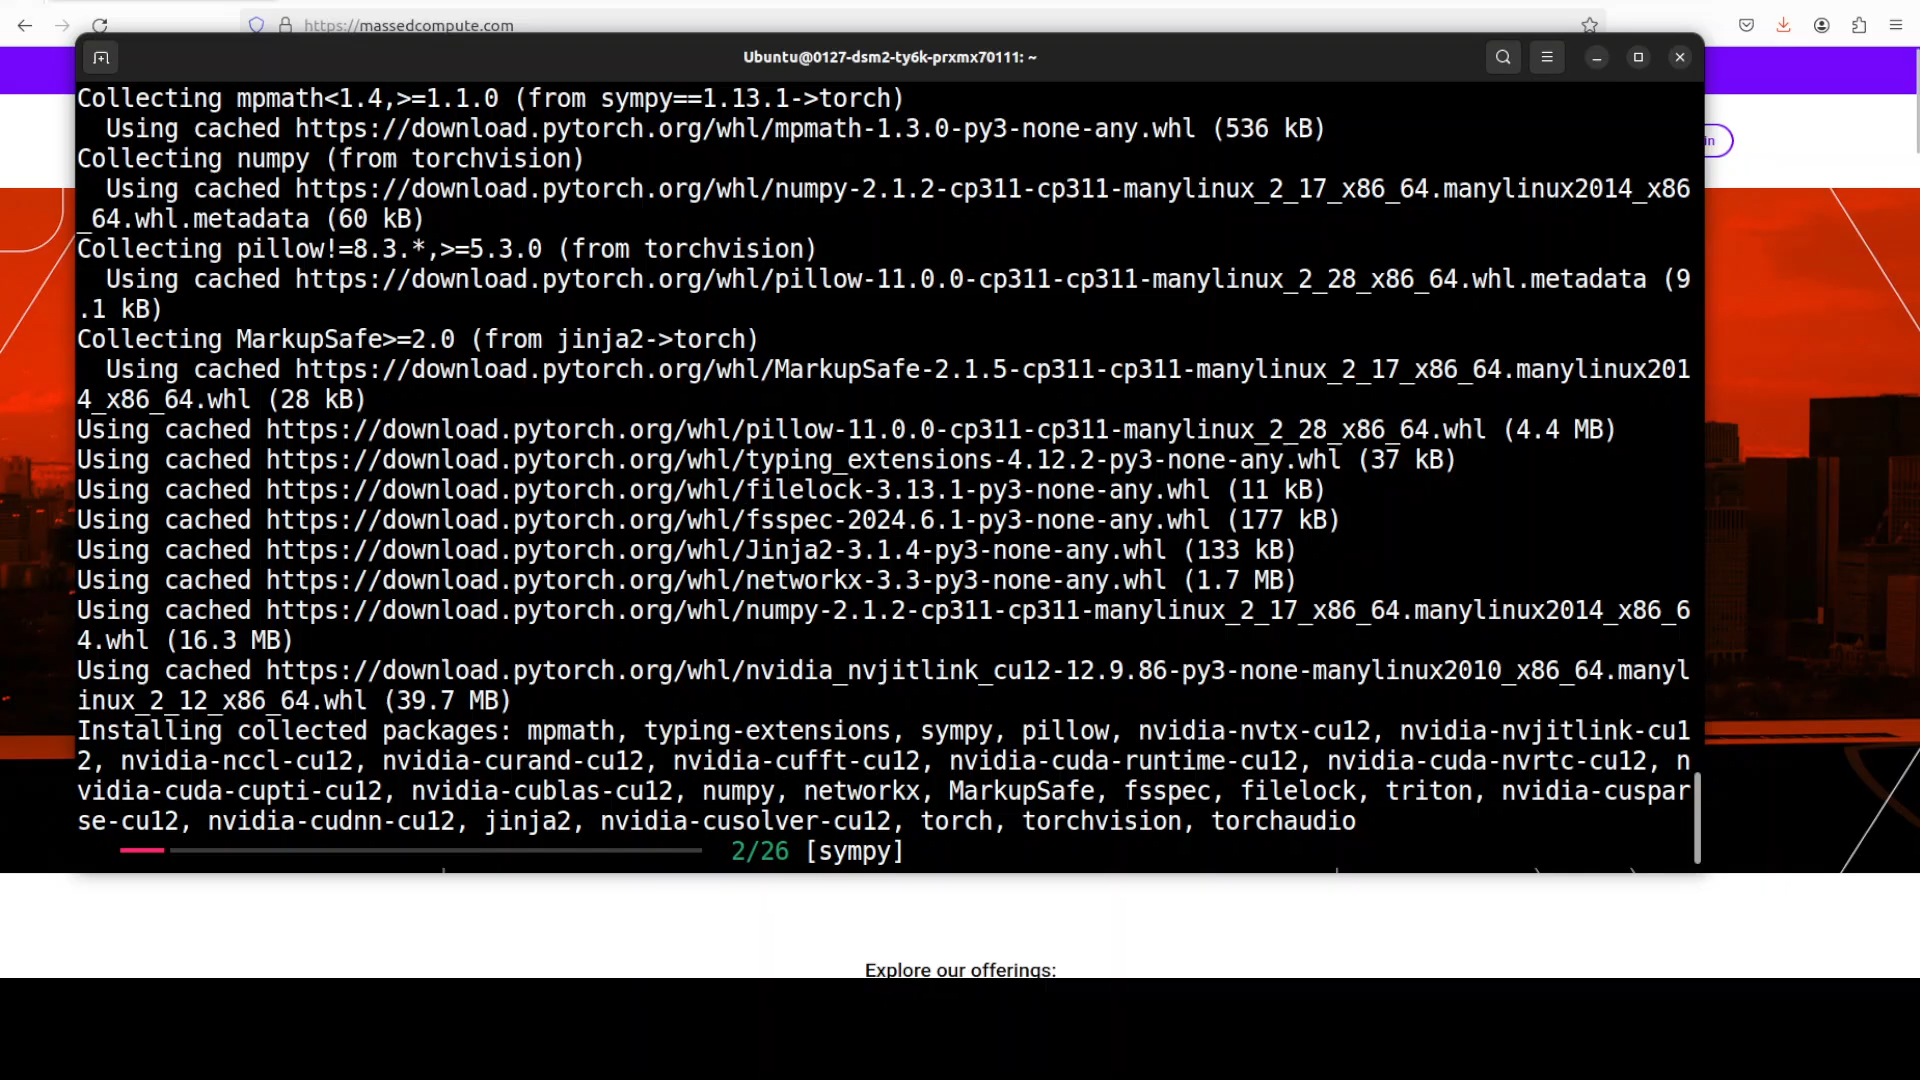 https://massedcompute.com
Ubuntu@0127-dsm2-ty6k-prxmx70111: ~
Collecting mpmath<1.4,>=1.1.0 (from sympy==1.13.1->torch)
  Using cached https://download.pytorch.org/whl/mpmath-1.3.0-py3-none-any.whl (536 kB)
Collecting numpy (from torchvision)
  Using cached https://download.pytorch.org/whl/numpy-2.1.2-cp311-cp311-manylinux_2_17_x86_64.manylinux2014_x86
_64.whl.metadata (60 kB)
Collecting pillow!=8.3.*,>=5.3.0 (from torchvision)
  Using cached https://download.pytorch.org/whl/pillow-11.0.0-cp311-cp311-manylinux_2_28_x86_64.whl.metadata (9
.1 kB)
Collecting MarkupSafe>=2.0 (from jinja2->torch)
  Using cached https://download.pytorch.org/whl/MarkupSafe-2.1.5-cp311-cp311-manylinux_2_17_x86_64.manylinux201
4_x86_64.whl (28 kB)
Using cached https://download.pytorch.org/whl/pillow-11.0.0-cp311-cp311-manylinux_2_28_x86_64.whl (4.4 MB)
Using cached https://download.pytorch.org/whl/typing_extensions-4.12.2-py3-none-any.whl (37 kB)
Using cached https://download.pytorch.org/whl/filelock-3.13.1-py3-none-any.whl (11 kB)
Using cached https://download.pytorch.org/whl/fsspec-2024.6.1-py3-none-any.whl (177 kB)
Using cached https://download.pytorch.org/whl/Jinja2-3.1.4-py3-none-any.whl (133 kB)
Using cached https://download.pytorch.org/whl/networkx-3.3-py3-none-any.whl (1.7 MB)
Using cached https://download.pytorch.org/whl/numpy-2.1.2-cp311-cp311-manylinux_2_17_x86_64.manylinux2014_x86_6
4.whl (16.3 MB)
Using cached https://download.pytorch.org/whl/nvidia_nvjitlink_cu12-12.9.86-py3-none-manylinux2010_x86_64.manyl
inux_2_12_x86_64.whl (39.7 MB)
Installing collected packages: mpmath, typing-extensions, sympy, pillow, nvidia-nvtx-cu12, nvidia-nvjitlink-cu1
2, nvidia-nccl-cu12, nvidia-curand-cu12, nvidia-cufft-cu12, nvidia-cuda-runtime-cu12, nvidia-cuda-nvrtc-cu12, n
vidia-cuda-cupti-cu12, nvidia-cublas-cu12, numpy, networkx, MarkupSafe, fsspec, filelock, triton, nvidia-cuspar
se-cu12, nvidia-cudnn-cu12, jinja2, nvidia-cusolver-cu12, torch, torchvision, torchaudio
2/26 [sympy]
Explore our offerings: